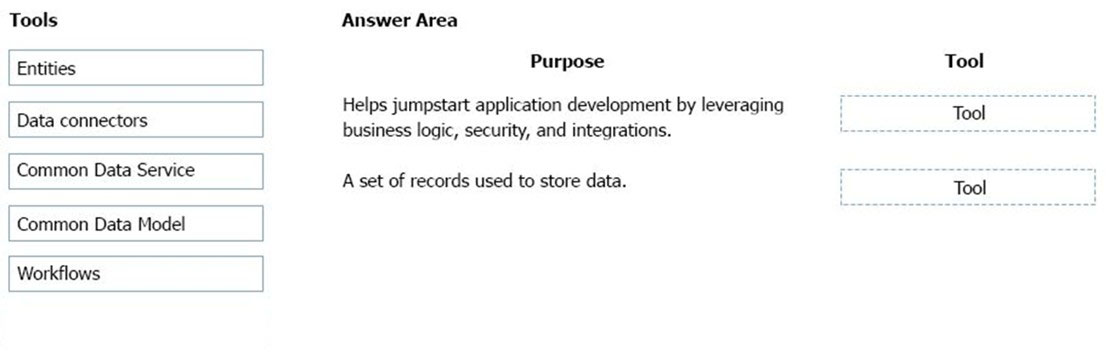 Tools
Answer Area
Entities
Data connectors
Common Data Service
Common Data Model
Workflows
Purpose
Tool
Helps jumpstart application development by leveraging
business logic, security, and integrations.
Tool
A set of records used to store data.
Tool